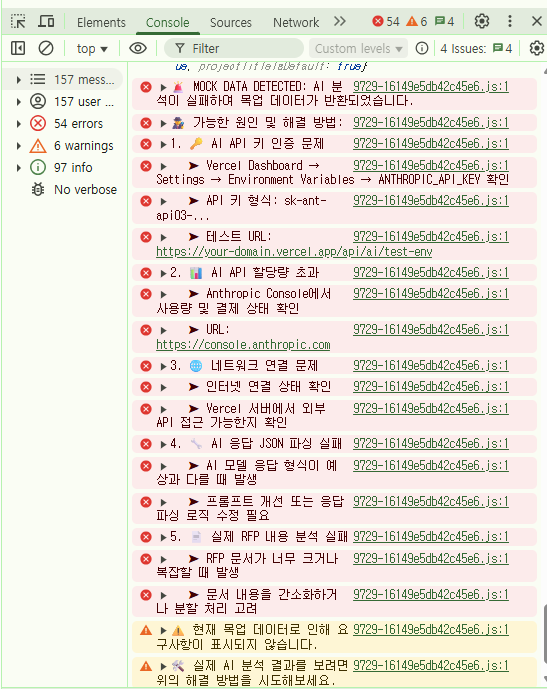 Elements Console Sources Network 54 6 4
top Filter Custom levels 4 Issues: 4
157 mess...
157 user ...
54 errors
6 warnings
97 info
No verbose
ue, projectTitleIsDefault: true}
🚨 MOCK DATA DETECTED: AI 분 9729-16149e5db42c45e6.js:1
석이 실패하여 목업 데이터가 반환되었습니다.
🕵️ 가능한 원인 및 해결 방법: 9729-16149e5db42c45e6.js:1
1. 🔑 AI API 키 인증 문제 9729-16149e5db42c45e6.js:1
➤ Vercel Dashboard → 9729-16149e5db42c45e6.js:1
Settings → Environment Variables → ANTHROPIC_API_KEY 확인
➤ API 키 형식: sk-ant- 9729-16149e5db42c45e6.js:1
api03-...
➤ 테스트 URL: 9729-16149e5db42c45e6.js:1
https://your-domain.vercel.app/api/ai/test-env
2. 📊 AI API 할당량 초과 9729-16149e5db42c45e6.js:1
➤ Anthropic Console에서 9729-16149e5db42c45e6.js:1
사용량 및 결제 상태 확인
➤ URL: 9729-16149e5db42c45e6.js:1
https://console.anthropic.com
3. 🌐 네트워크 연결 문제 9729-16149e5db42c45e6.js:1
➤ 인터넷 연결 상태 확인 9729-16149e5db42c45e6.js:1
➤ Vercel 서버에서 외부 9729-16149e5db42c45e6.js:1
API 접근 가능한지 확인
4. 🔧 AI 응답 JSON 파싱 실패 9729-16149e5db42c45e6.js:1
➤ AI 모델 응답 형식이 예 9729-16149e5db42c45e6.js:1
상과 다를 때 발생
➤ 프롬프트 개선 또는 응답 9729-16149e5db42c45e6.js:1
파싱 로직 수정 필요
5. 📄 실제 RFP 내용 분석 실패 9729-16149e5db42c45e6.js:1
➤ RFP 문서가 너무 크거나 9729-16149e5db42c45e6.js:1
복잡할 때 발생
➤ 문서 내용을 간소화하거 9729-16149e5db42c45e6.js:1
나 분할 처리 고려
⚠️ 현재 목업 데이터로 인해 요 9729-16149e5db42c45e6.js:1
구사항이 표시되지 않습니다.
🛠️ 실제 AI 분석 결과를 보려면 9729-16149e5db42c45e6.js:1
위의 해결 방법을 시도해보세요.